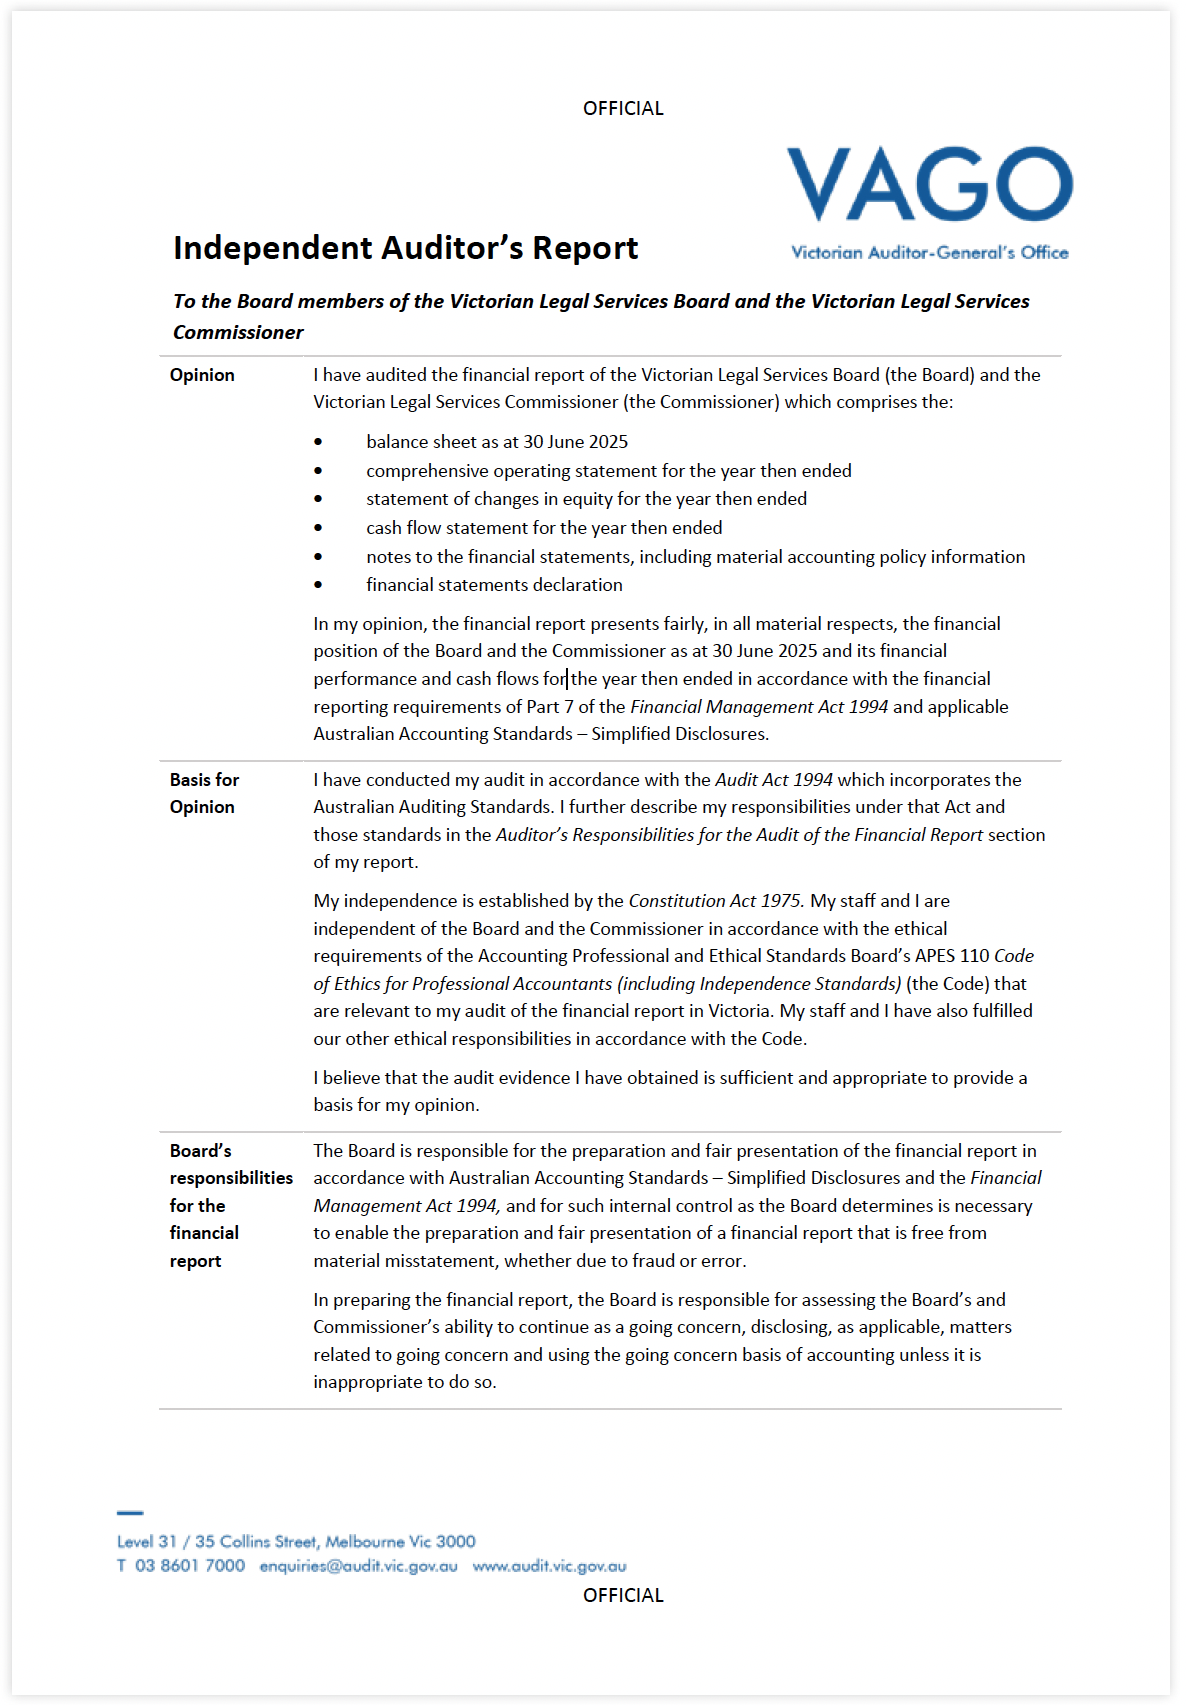 OFFICIAL
VAGO
Victorian Auditor-General's Office
Independent Auditor’s Report
To the Board members of the Victorian Legal Services Board and the Victorian Legal Services
Commissioner
Opinion
I have audited the financial report of the Victorian Legal Services Board (the Board) and the
Victorian Legal Services Commissioner (the Commissioner) which comprises the:
• balance sheet as at 30 June 2025
• comprehensive operating statement for the year then ended
• statement of changes in equity for the year then ended
• cash flow statement for the year then ended
• notes to the financial statements, including material accounting policy information
• financial statements declaration
In my opinion, the financial report presents fairly, in all material respects, the financial
position of the Board and the Commissioner as at 30 June 2025 and its financial
performance and cash flows for the year then ended in accordance with the financial
reporting requirements of Part 7 of the Financial Management Act 1994 and applicable
Australian Accounting Standards – Simplified Disclosures.
Basis for
Opinion
I have conducted my audit in accordance with the Audit Act 1994 which incorporates the
Australian Auditing Standards. I further describe my responsibilities under that Act and
those standards in the Auditor’s Responsibilities for the Audit of the Financial Report section
of my report.
My independence is established by the Constitution Act 1975. My staff and I are
independent of the Board and the Commissioner in accordance with the ethical
requirements of the Accounting Professional and Ethical Standards Board’s APES 110 Code
of Ethics for Professional Accountants (including Independence Standards) (the Code) that
are relevant to my audit of the financial report in Victoria. My staff and I have also fulfilled
our other ethical responsibilities in accordance with the Code.
I believe that the audit evidence I have obtained is sufficient and appropriate to provide a
basis for my opinion.
Board’s
responsibilities
for the
financial
report
The Board is responsible for the preparation and fair presentation of the financial report in
accordance with Australian Accounting Standards – Simplified Disclosures and the Financial
Management Act 1994, and for such internal control as the Board determines is necessary
to enable the preparation and fair presentation of a financial report that is free from
material misstatement, whether due to fraud or error.
In preparing the financial report, the Board is responsible for assessing the Board’s and
Commissioner’s ability to continue as a going concern, disclosing, as applicable, matters
related to going concern and using the going concern basis of accounting unless it is
inappropriate to do so.
Level 31 / 35 Collins Street, Melbourne Vic 3000
T 03 8601 7000 enquiries@audit.vic.gov.au www.audit.vic.gov.au
OFFICIAL